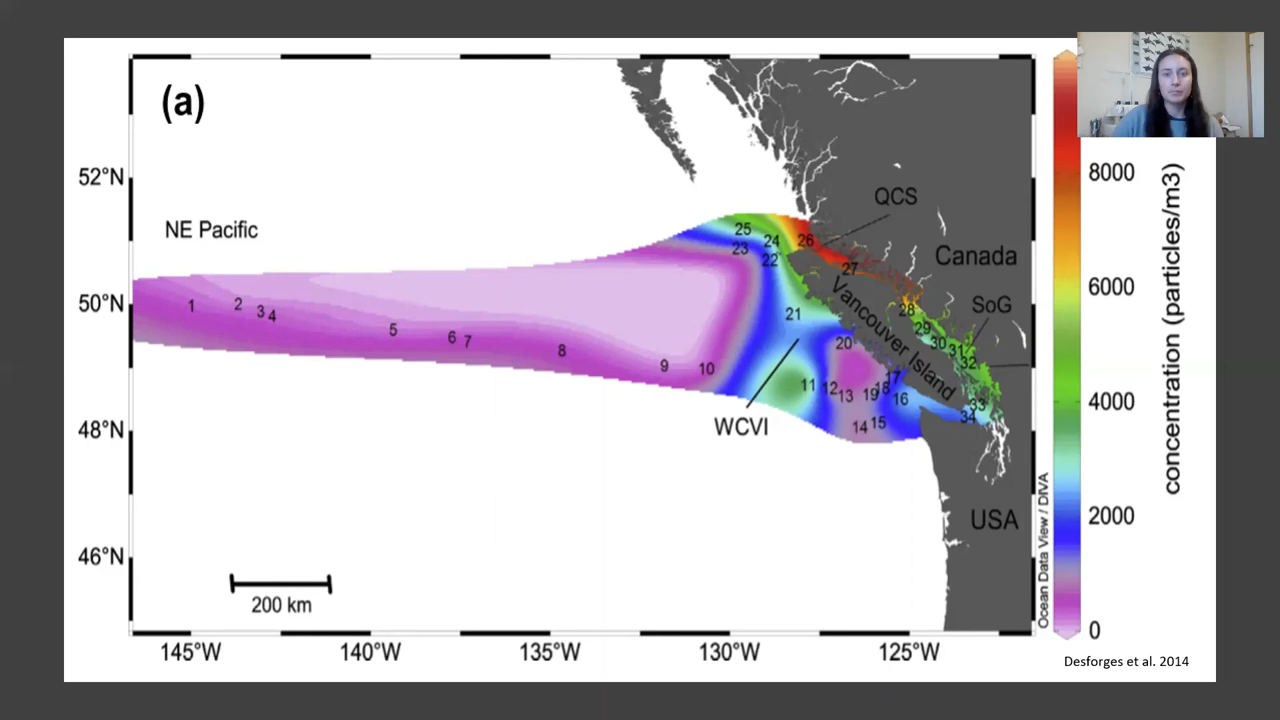 (a)
NE Pacific
QCS
Canada
SoG
Vancouver Island
WCVI
USA
1
2
3
4
5
6
7
8
9
10
11
12
13
14
15
16
17
18
19
20
21
22
23
24
25
26
27
28
29
30
31
32
33
34
52°N
50°N
48°N
46°N
200 km
145°W
140°W
135°W
130°W
125°W
Ocean Data View / DIVA
8000
6000
4000
2000
0
concentration (particles/m3)
Desforges et al. 2014